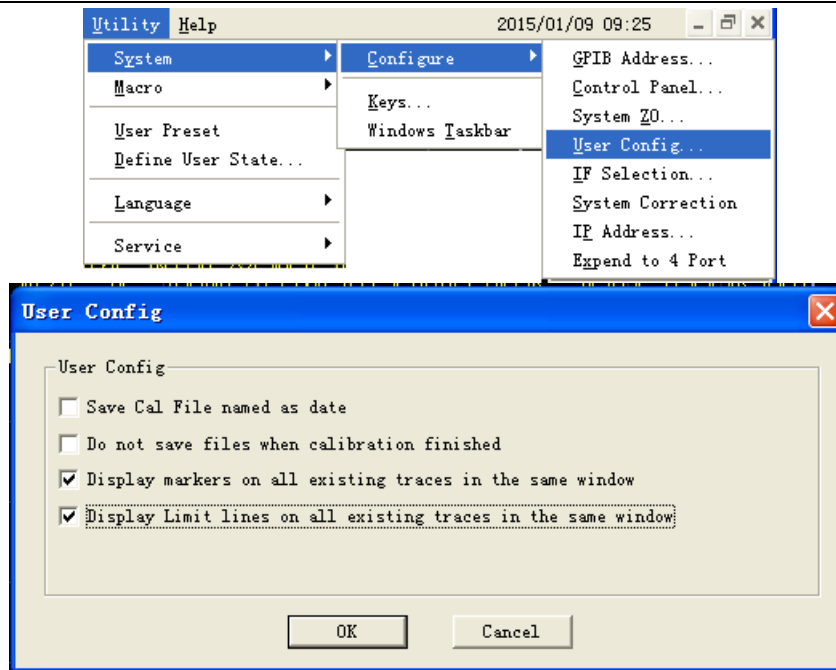 Utility Help 2015/01/09 09:25
System
Macro
User Preset
Define User State...
Language
Service
Configure
Keys...
Windows Taskbar
GPIB Address...
Control Panel...
System ZO...
User Config...
IF Selection...
System Correction
IP Address...
Expend to 4 Port
User Config
User Config
Save Cal File named as date
Do not save files when calibration finished
Display markers on all existing traces in the same window
Display Limit lines on all existing traces in the same window
OK Cancel